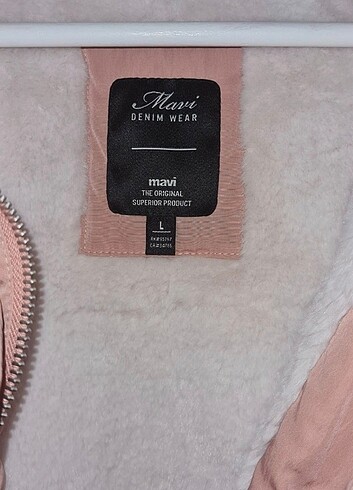 Mavi
DENIM WEAR
mavi
THE ORIGINAL
SUPERIOR PRODUCT
L